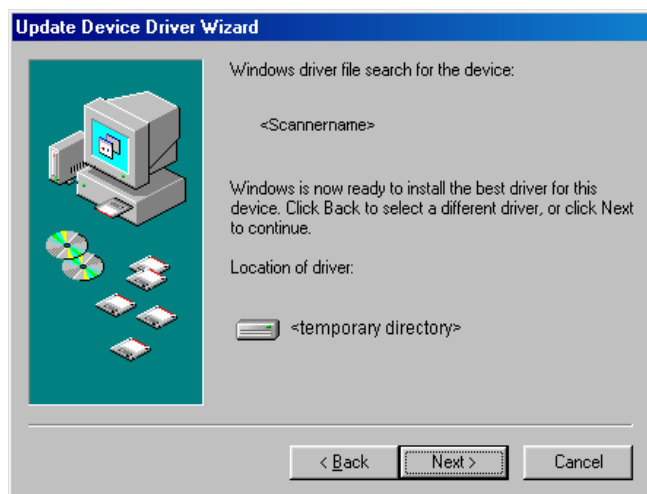 Update Device Driver Wizard
Windows driver file search for the device:
<Scannername>
Windows is now ready to install the best driver for this
device. Click Back to select a different driver, or click Next
to continue.
Location of driver:
<temporary directory>
< Back
Next >
Cancel